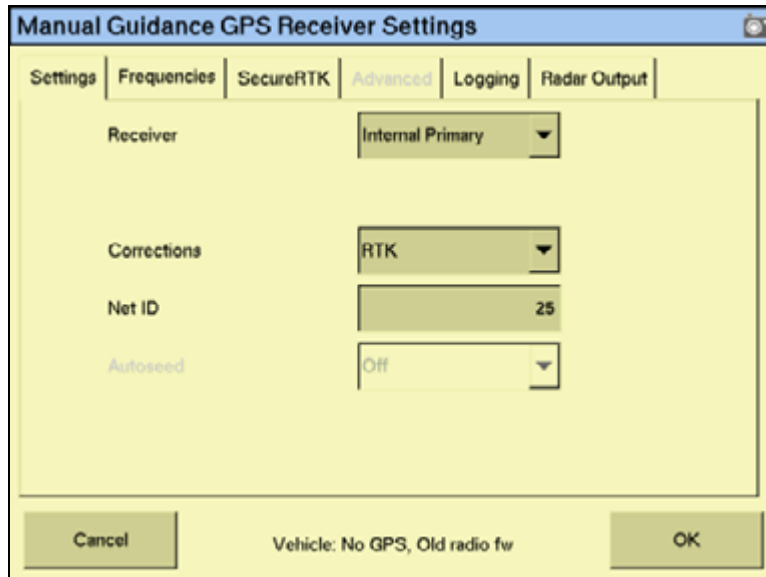 Manual Guidance GPS Receiver Settings
Settings Frequencies SecureRTK Advanced Logging Radar Output
Receiver Internal Primary
Corrections RTK
Net ID 25
Autoseed Off
Cancel Vehicle: No GPS, Old radio fw OK